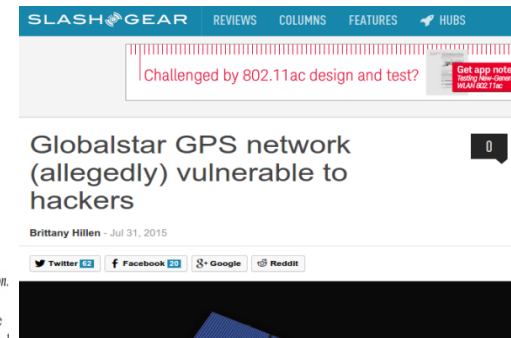 SLASHGEAR REVIEWS COLUMNS FEATURES HUBS
Challenged by 802.11ac design and test?
Get app note
Testing New-Gener
WLAN 802.11ac
Globalstar GPS network
(allegedly) vulnerable to
hackers
0
Brittany Hillen - Jul 31, 2015
Twitter 62 Facebook 20 Google Reddit
on.